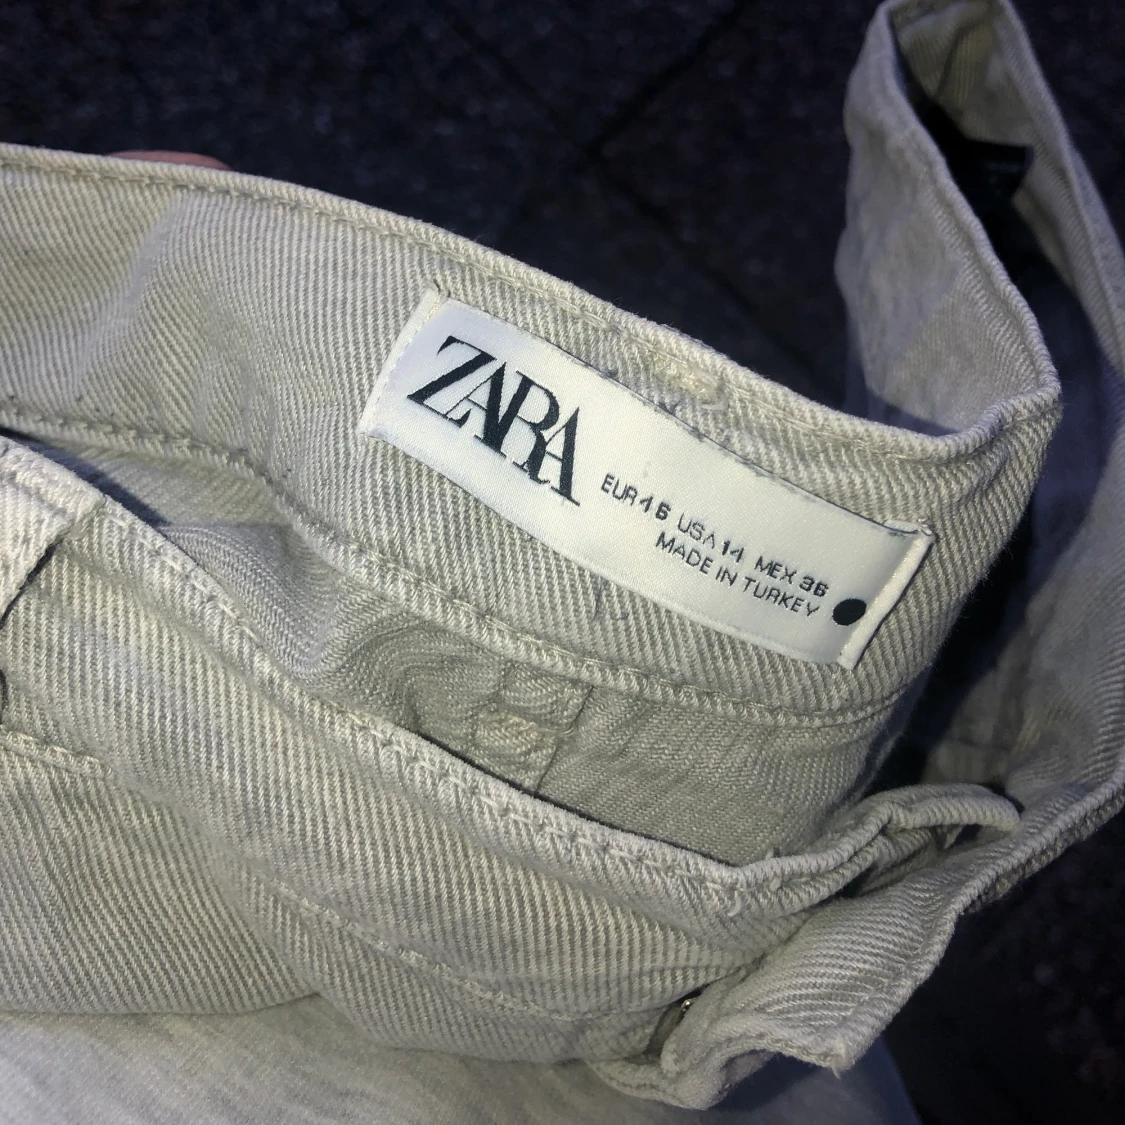 ZARA
EUR 46 USA 14 MEX 36
MADE IN TURKEY